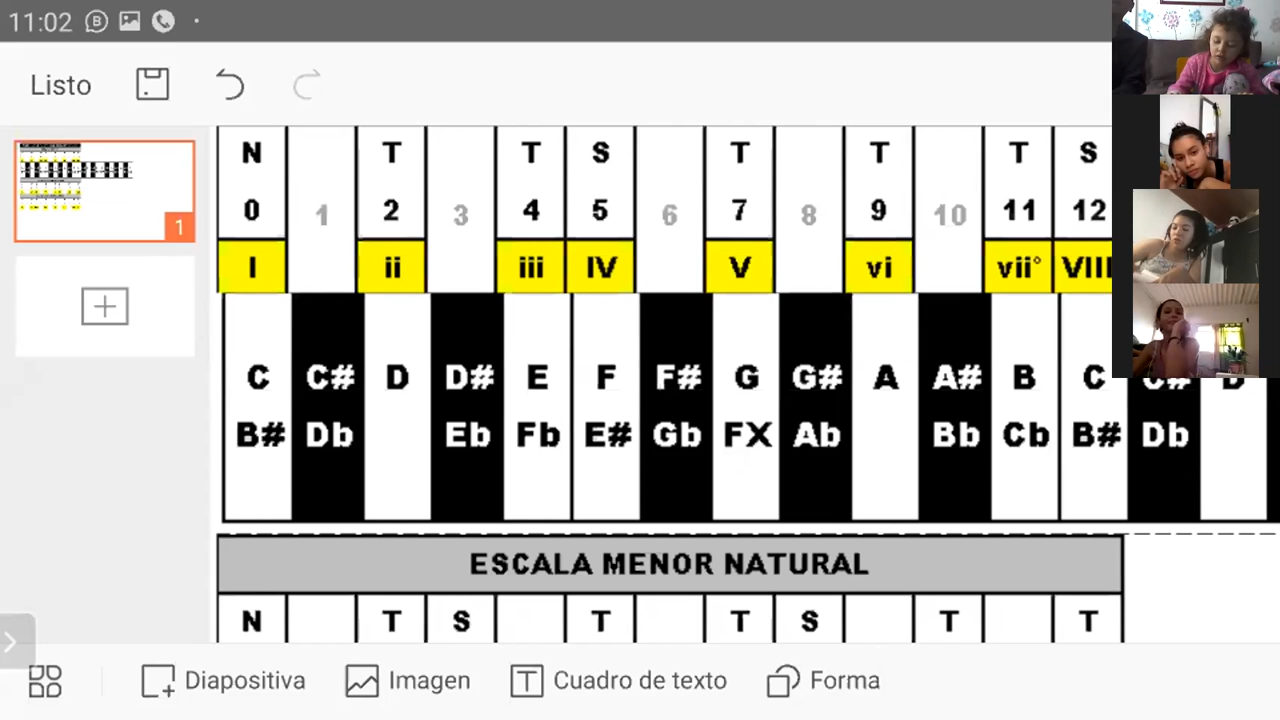 11:02
Listo
N T T S T T T S
0 1 2 3 4 5 6 7 8 9 10 11 12
I ii iii IV V vi vii° VIII
C C# D D# E F F# G G# A A# B C C# D
B# Db Eb Fb E# Gb FX Ab Bb Cb B# Db
ESCALA MENOR NATURAL
N T S T T S T T
1
Diapositiva Imagen Cuadro de texto Forma